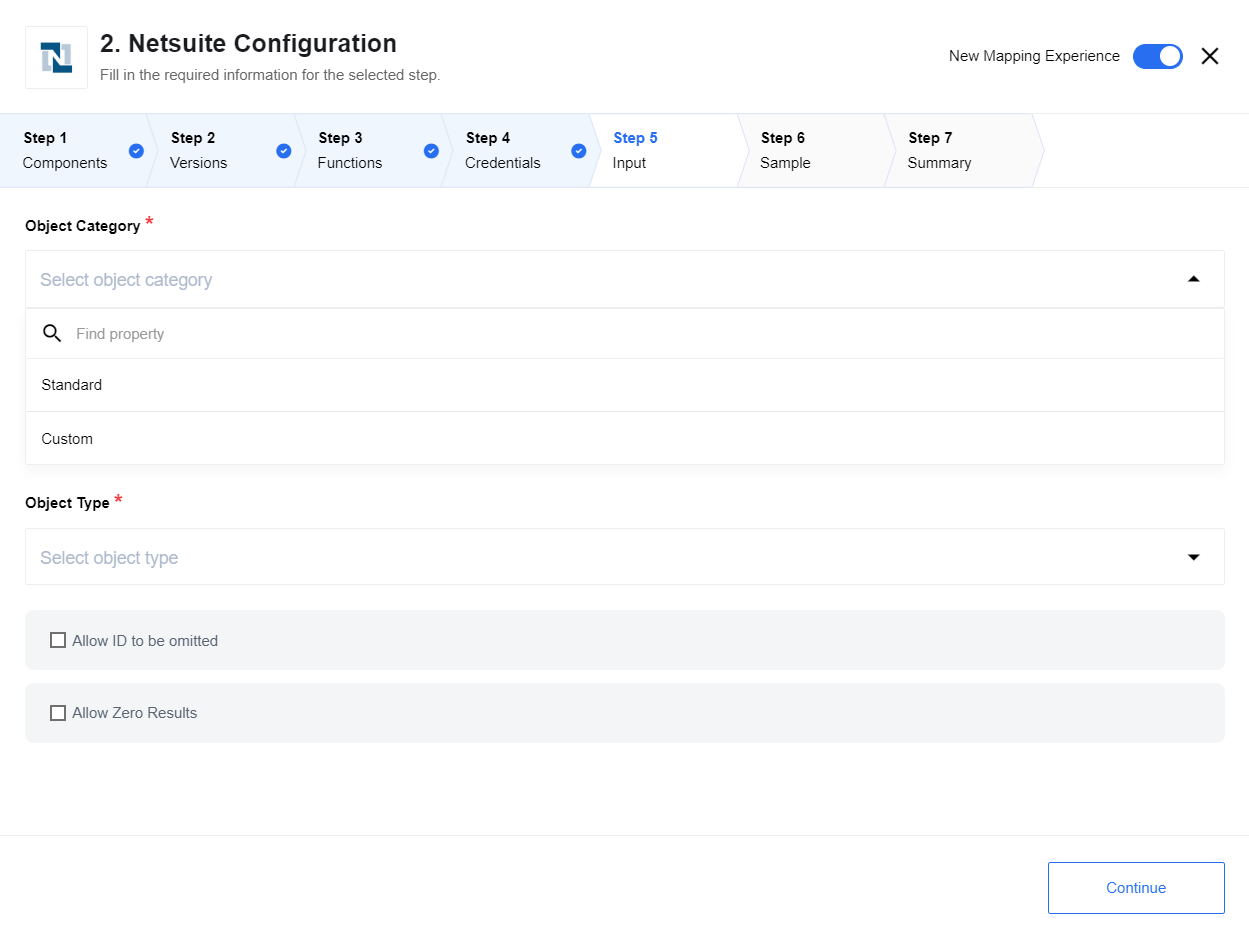 2. Netsuite Configuration
Fill in the required information for the selected step.
New Mapping Experience
Step 1
Components
Step 2
Versions
Step 3
Functions
Step 4
Credentials
Step 5
Input
Step 6
Sample
Step 7
Summary
Object Category *
Select object category
Find property
Standard
Custom
Object Type *
Select object type
Allow ID to be omitted
Allow Zero Results
Continue